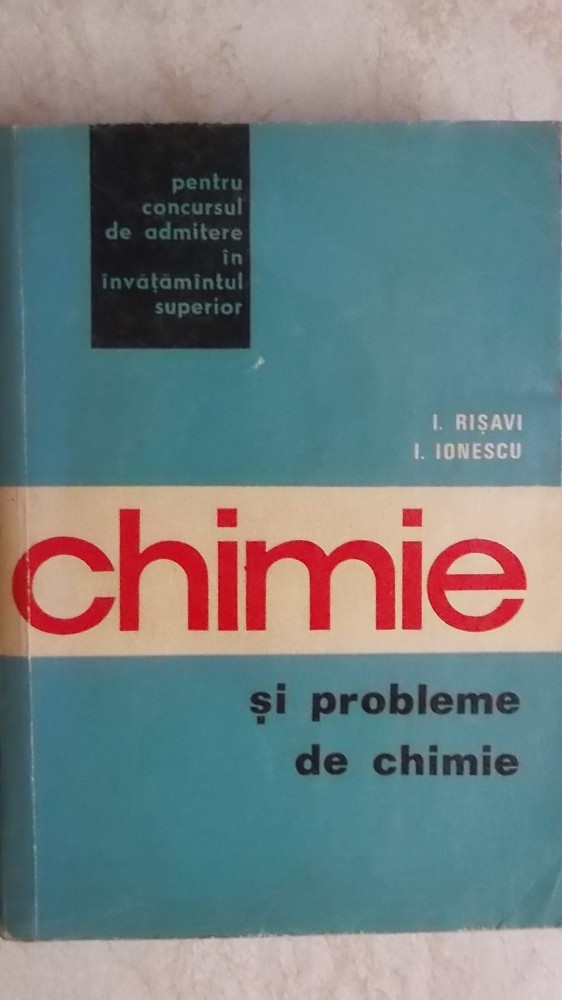 pentru
concursul
de admitere
în
învățămîntul
superior
I. RIȘAVI
I. IONESCU
chimie
și probleme
de chimie